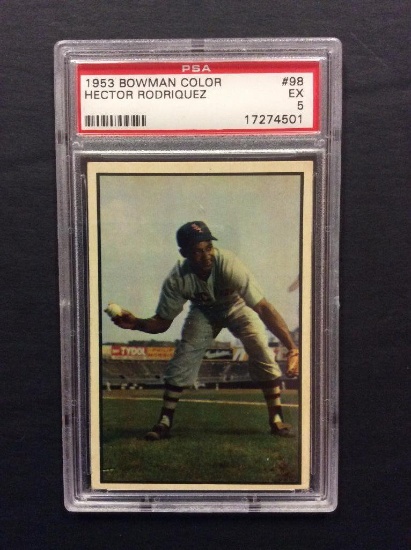 PSA
1953 BOWMAN COLOR #98
HECTOR RODRIQUEZ EX
5
17274501
TYDOL